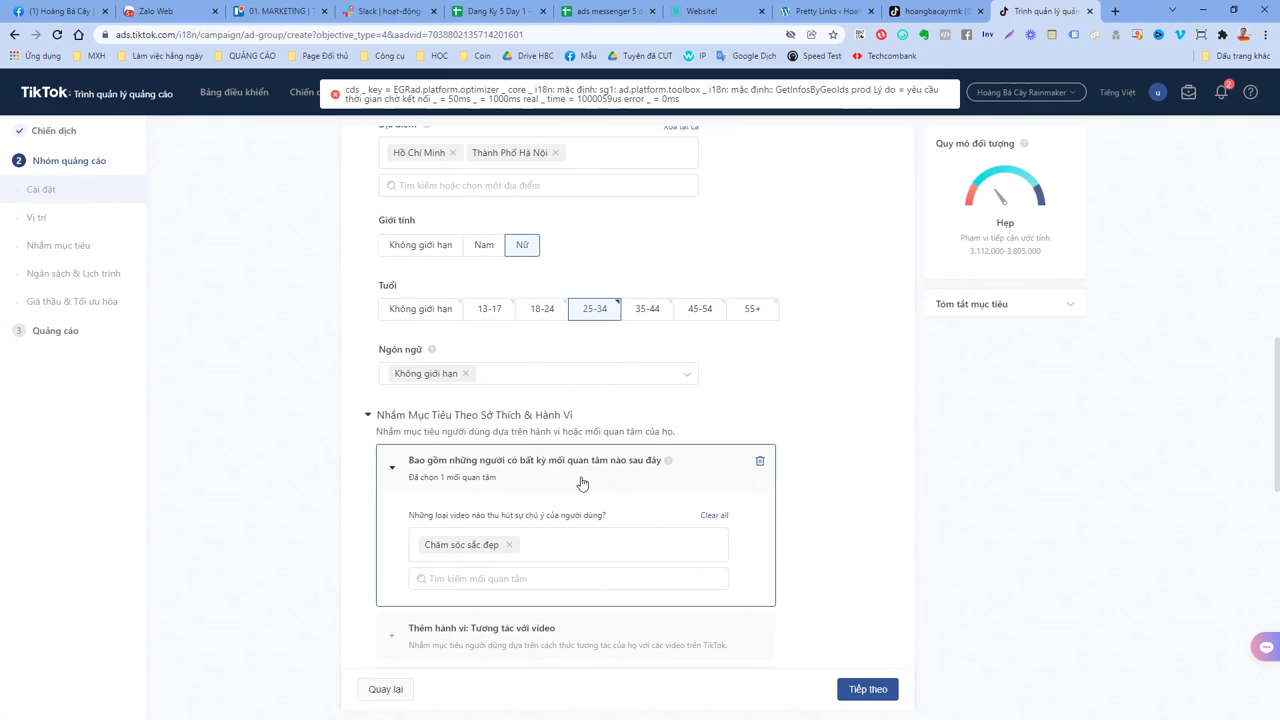 (1) Hoàng Bá Cây
Zalo Web
01. MARKETING | T
Slack | hoạt-động-
Dang Ky 5 Day 1 -
ads messenger 5 d
Website!
Pretty Links ‹ Hoa
hoangbacaymk (@
Trình quản lý quản
ads.tiktok.com/i18n/campaign/ad-group/create?objective_type=4&aadvid=7038802135714201601
Ứng dụng
MXH
Làm việc hằng ngày
QUẢNG CÁO
Page Đối thủ
Công cụ
HỌC
Coin
Drive HBC
Mẫu
Tuyển đã CUT
IP
Google Dịch
Speed Test
Techcombank
Dấu trang khác
TikTok: Trình quản lý quảng cáo
Bảng điều khiển
Chiến d
cds _ key = EGRad.platform.optimizer _ core _ i18n: mặc định: sg1: ad.platform.toolbox _ i18n: mặc định:: GetInfosByGeoIds prod Lý do = yêu cầu
thời gian chờ kết nối _ = 50ms _ = 1000ms real _ time = 1000059us error _ = 0ms
Hoàng Bá Cây Rainmaker
Tiếng Việt
u
2
Chiến dịch
2 Nhóm quảng cáo
Cài đặt
Vị trí
Nhắm mục tiêu
Ngân sách & Lịch trình
Giá thầu & Tối ưu hóa
3 Quảng cáo
Địa điểm
Xóa tất cả
Hồ Chí Minh
Thành Phố Hà Nội
Tìm kiếm hoặc chọn một địa điểm
Giới tính
Không giới hạn
Nam
Nữ
Tuổi
Không giới hạn
13-17
18-24
25-34
35-44
45-54
55+
Ngôn ngữ
Không giới hạn
Nhắm Mục Tiêu Theo Sở Thích & Hành Vi
Nhắm mục tiêu người dùng dựa trên hành vi hoặc mối quan tâm của họ.
Bao gồm những người có bất kỳ mối quan tâm nào sau đây
Đã chọn 1 mối quan tâm
Những loại video nào thu hút sự chú ý của người dùng?
Clear all
Chăm sóc sắc đẹp
Tìm kiếm mối quan tâm
Thêm hành vi: Tương tác với video
Nhắm mục tiêu người dùng dựa trên cách thức tương tác của họ với các video trên TikTok.
Quay lại
Tiếp theo
Quy mô đối tượng
Hẹp
Phạm vi tiếp cận ước tính
3.112.000-3.805.000
Tóm tắt mục tiêu